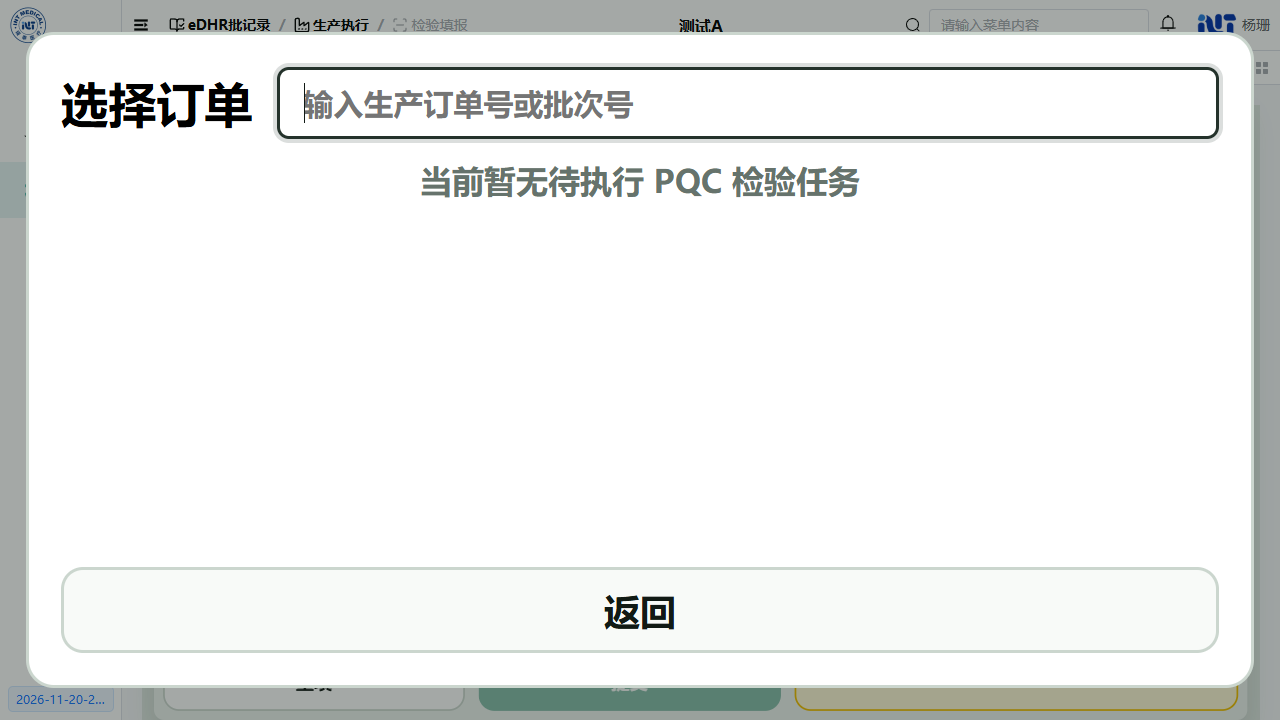 eDHR批记录 / 生产执行 / 检验填报
测试A
请输入菜单内容
杨珊
选择订单
输入生产订单号或批次号
当前暂无待执行 PQC 检验任务
返回
2026-11-20-2...